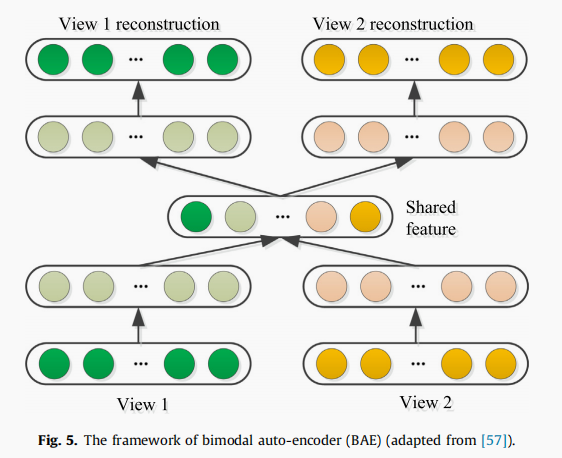 View 1 reconstruction
View 2 reconstruction
...
...
...
...
...
Shared
feature
...
...
...
...
View 1
View 2
Fig. 5. The framework of bimodal auto-encoder (BAE) (adapted from [57]).